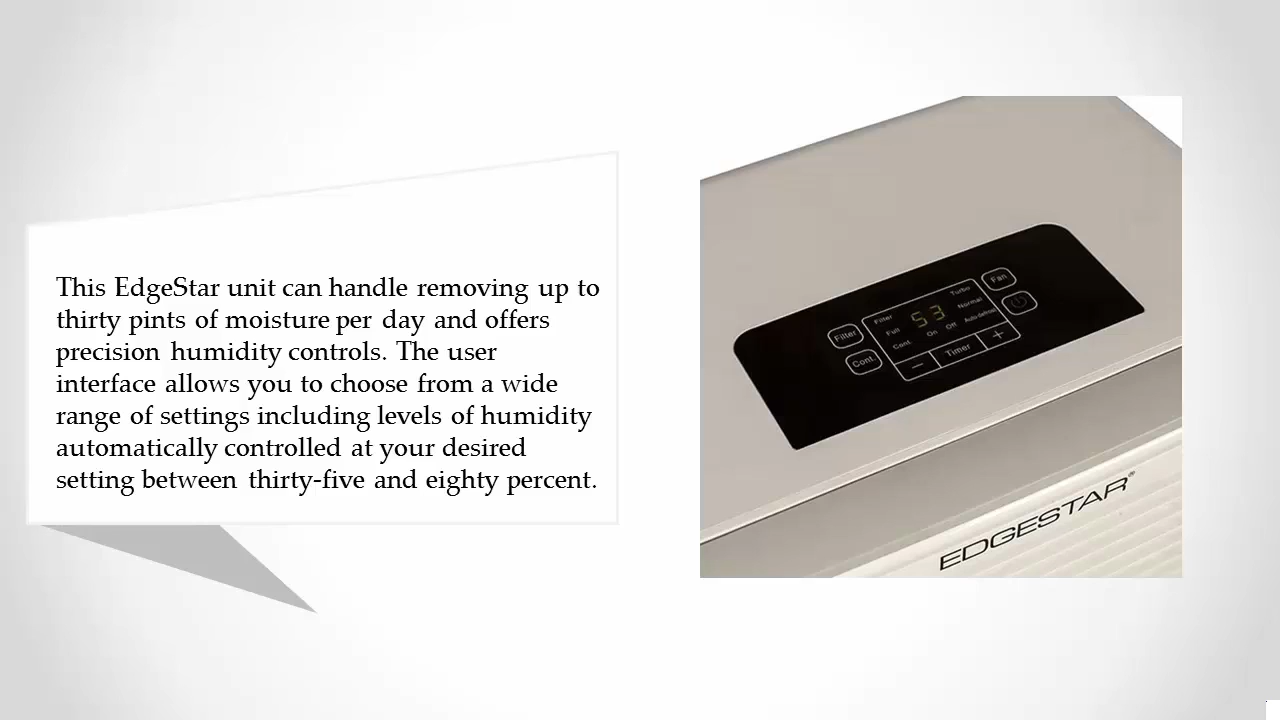 This EdgeStar unit can handle removing up to
thirty pints of moisture per day and offers
precision humidity controls. The user
interface allows you to choose from a wide
range of settings including levels of humidity
automatically controlled at your desired
setting between thirty-five and eighty percent.
Filter
Cont.
Filter
Full
Cont.
53
On
Off
Turbo
Normal
Auto defrost
Fan
−
Timer
+
EDGESTAR®